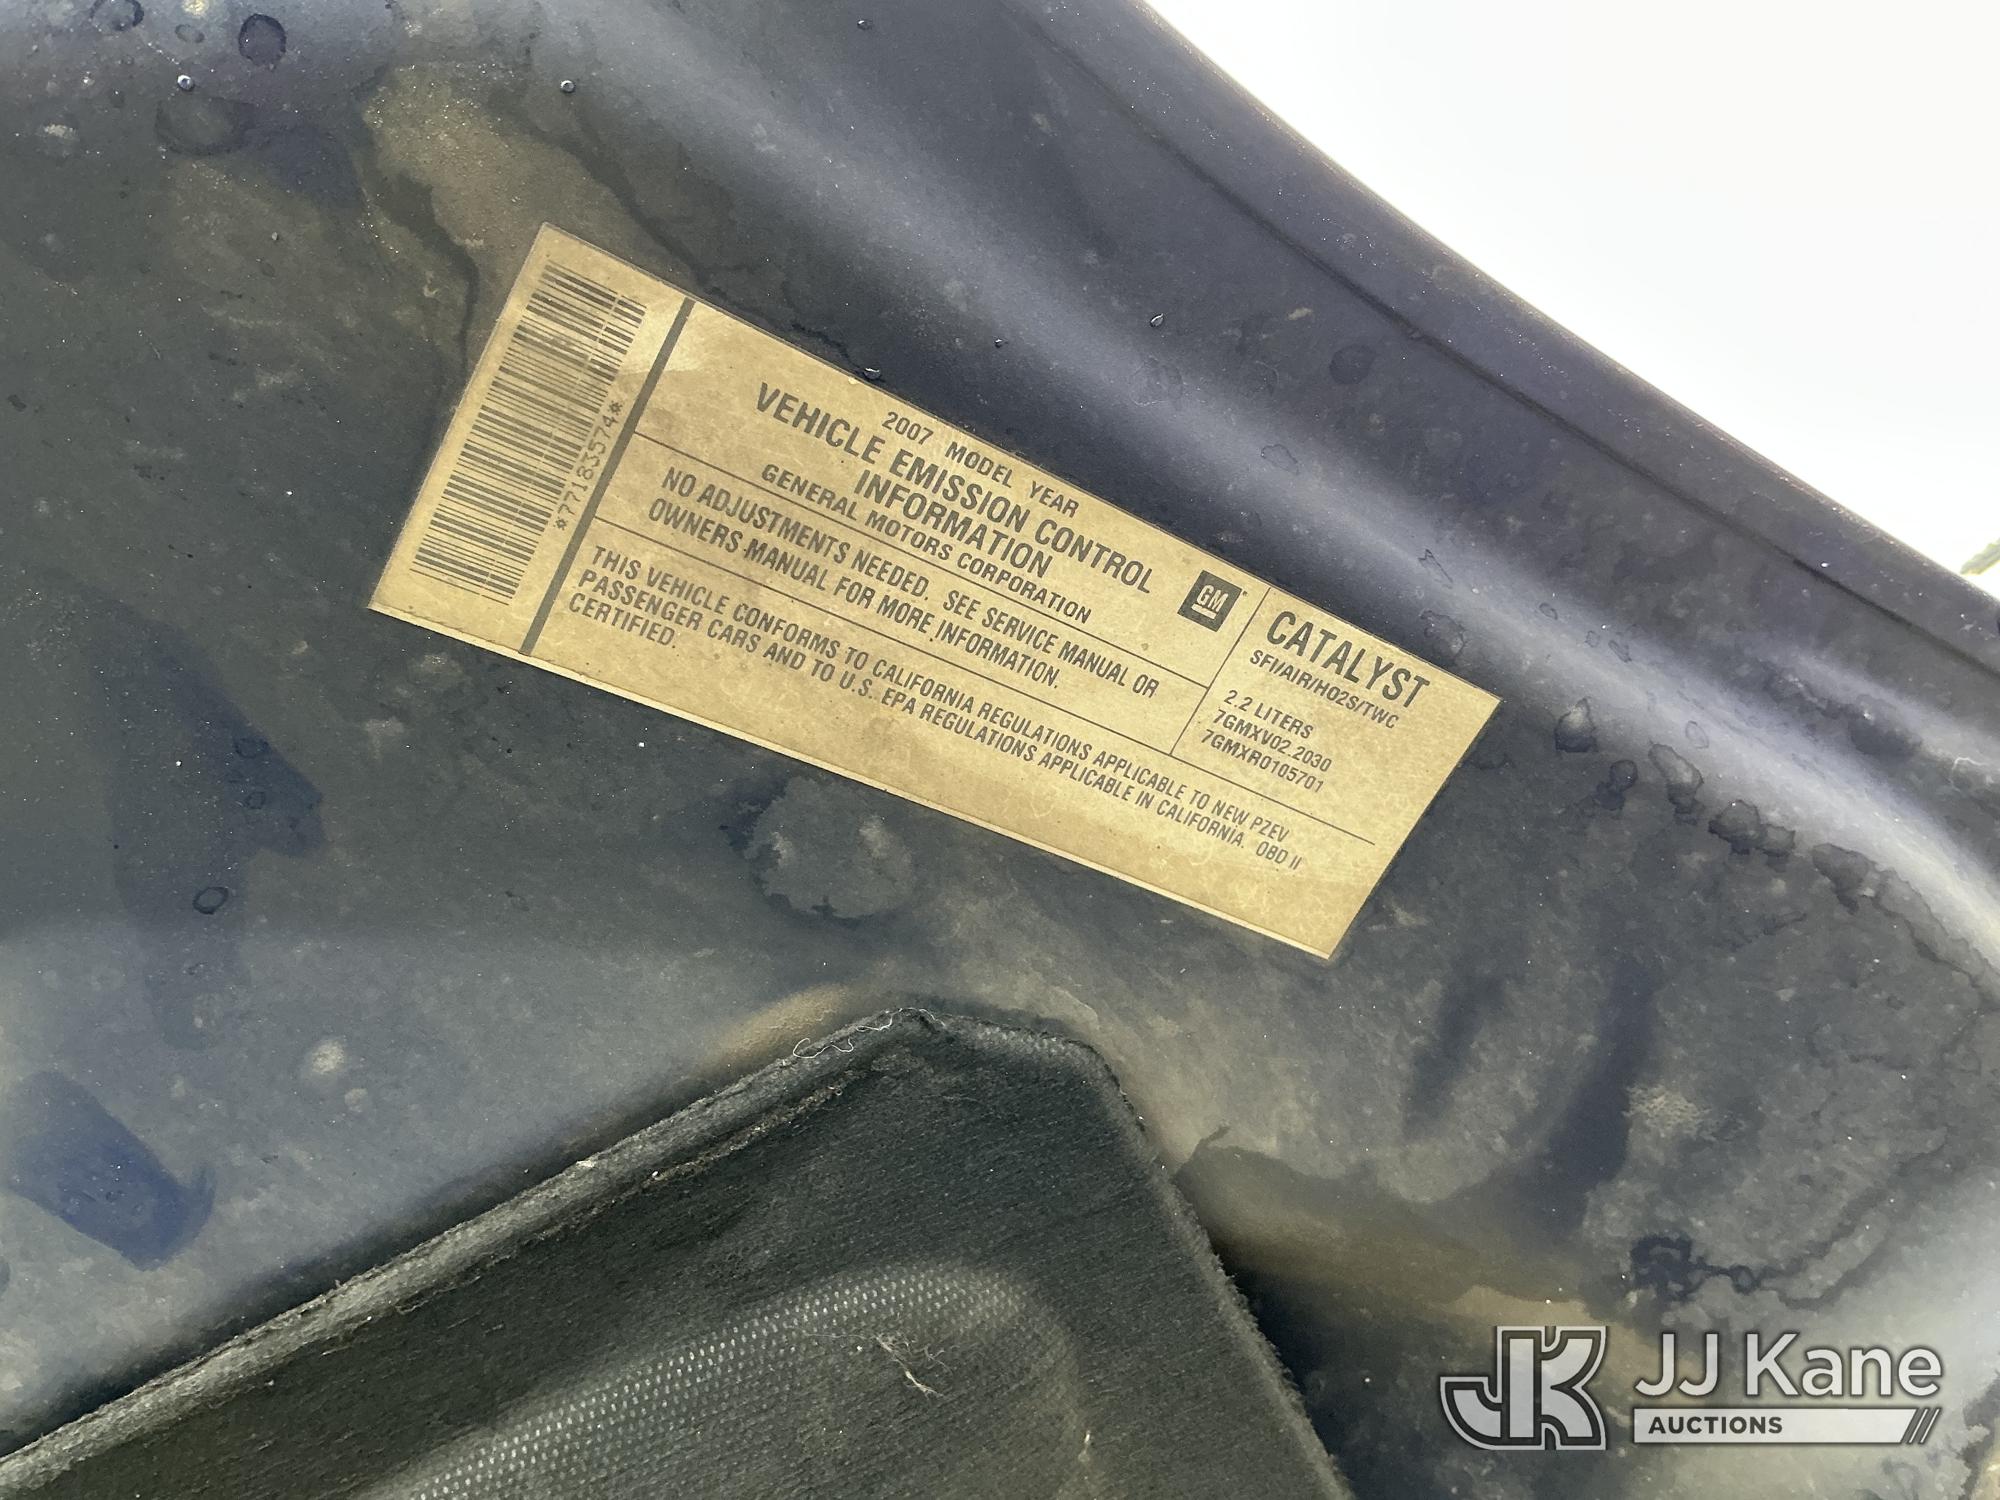 *77183574*
2007 MODEL YEAR
VEHICLE EMISSION CONTROL
INFORMATION
GENERAL MOTORS CORPORATION
GM
NO ADJUSTMENTS NEEDED. SEE SERVICE MANUAL OR
OWNERS MANUAL FOR MORE INFORMATION.
CATALYST
SFI/AIR/HO2S/TWC
2.2 LITERS
7GMXV02.2030
7GMXR0105701
THIS VEHICLE CONFORMS TO CALIFORNIA REGULATIONS APPLICABLE TO NEW PZEV
PASSENGER CARS AND TO U.S. EPA REGULATIONS APPLICABLE IN CALIFORNIA. OBD II
CERTIFIED.
JK JJ Kane
AUCTIONS